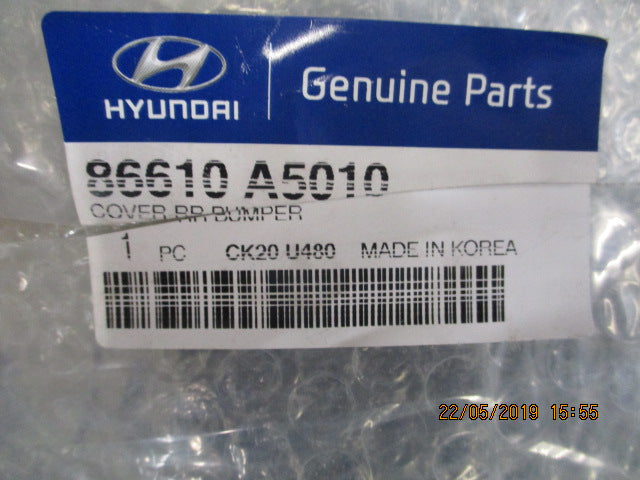 HYUNDAI
Genuine Parts
86610 A5010
COVER-RR BUMPER
1 PC CK20 U480 MADE IN KOREA
22/05/2019 15:55